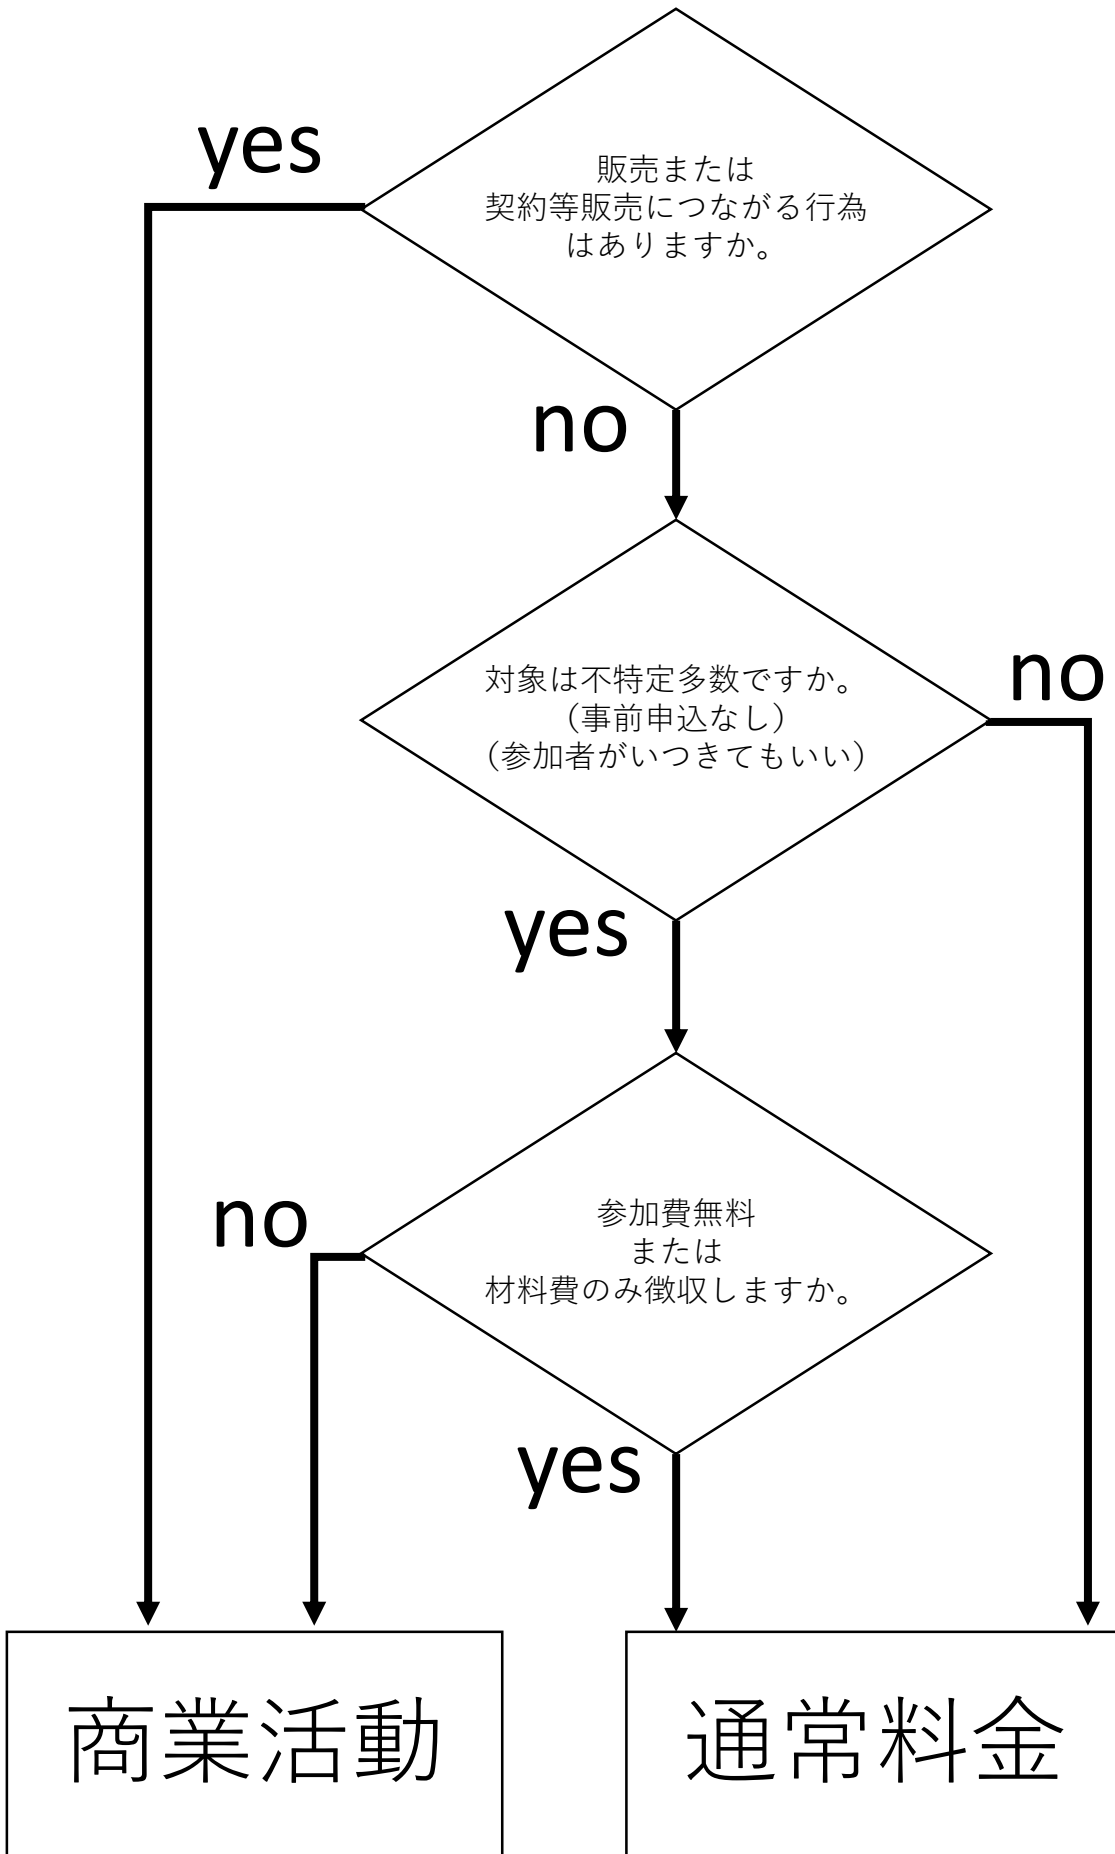 yes
販売または
契約等販売につながる行為
はありますか。
no
対象は不特定多数ですか。
（事前申込なし）
（参加者がいつきてもいい）
no
yes
参加費無料
または
材料費のみ徴収しますか。
no
yes
商業活動
通常料金